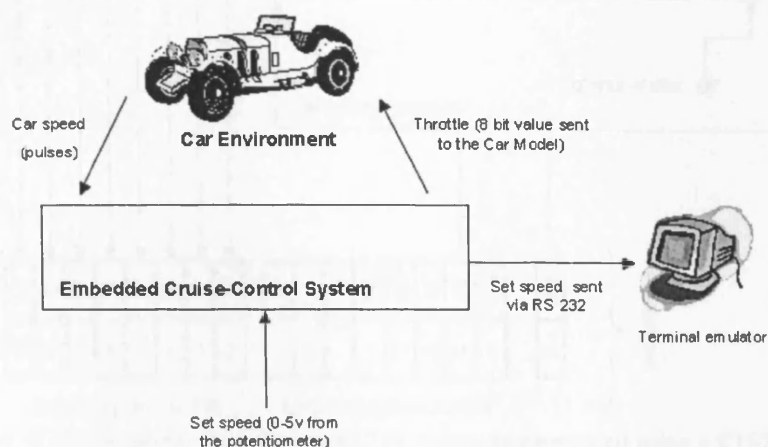 Car speed
(pulses)
Car Environment
Throttle (8 bit value sent
to the Car Model)
Embedded Cruise-Control System
Set speed sent
via RS 232
Terminal emulator
Set speed (0-5v from
the potentiometer)